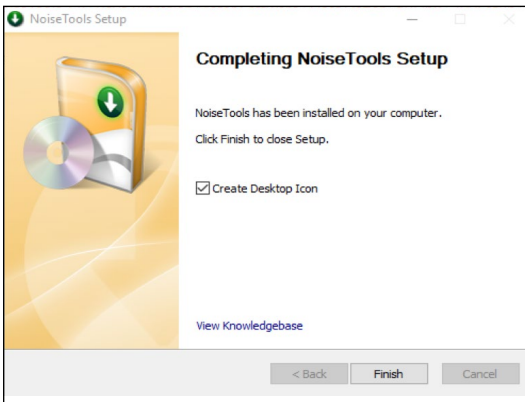 NoiseTools Setup
Completing NoiseTools Setup
NoiseTools has been installed on your computer.
Click Finish to close Setup.
Create Desktop Icon
View Knowledgebase
< Back Finish Cancel